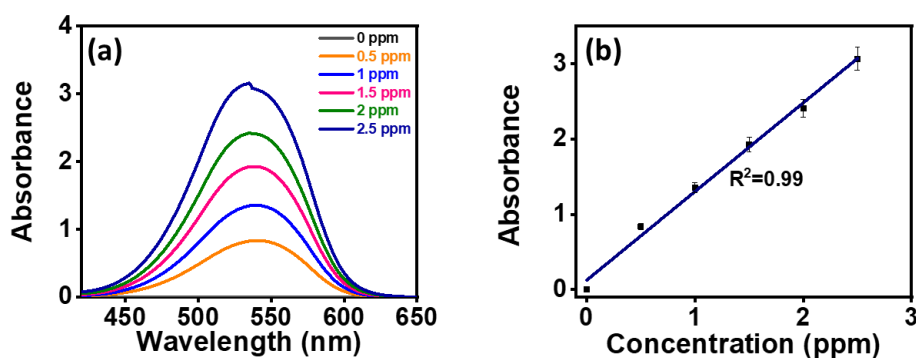 (a)
Absorbance
4
3
2
1
0
0 ppm
0.5 ppm
1 ppm
1.5 ppm
2 ppm
2.5 ppm
450 500 550 600 650
Wavelength (nm)
(b)
Absorbance
3
2
1
0
R²=0.99
0 1 2 3
Concentration (ppm)